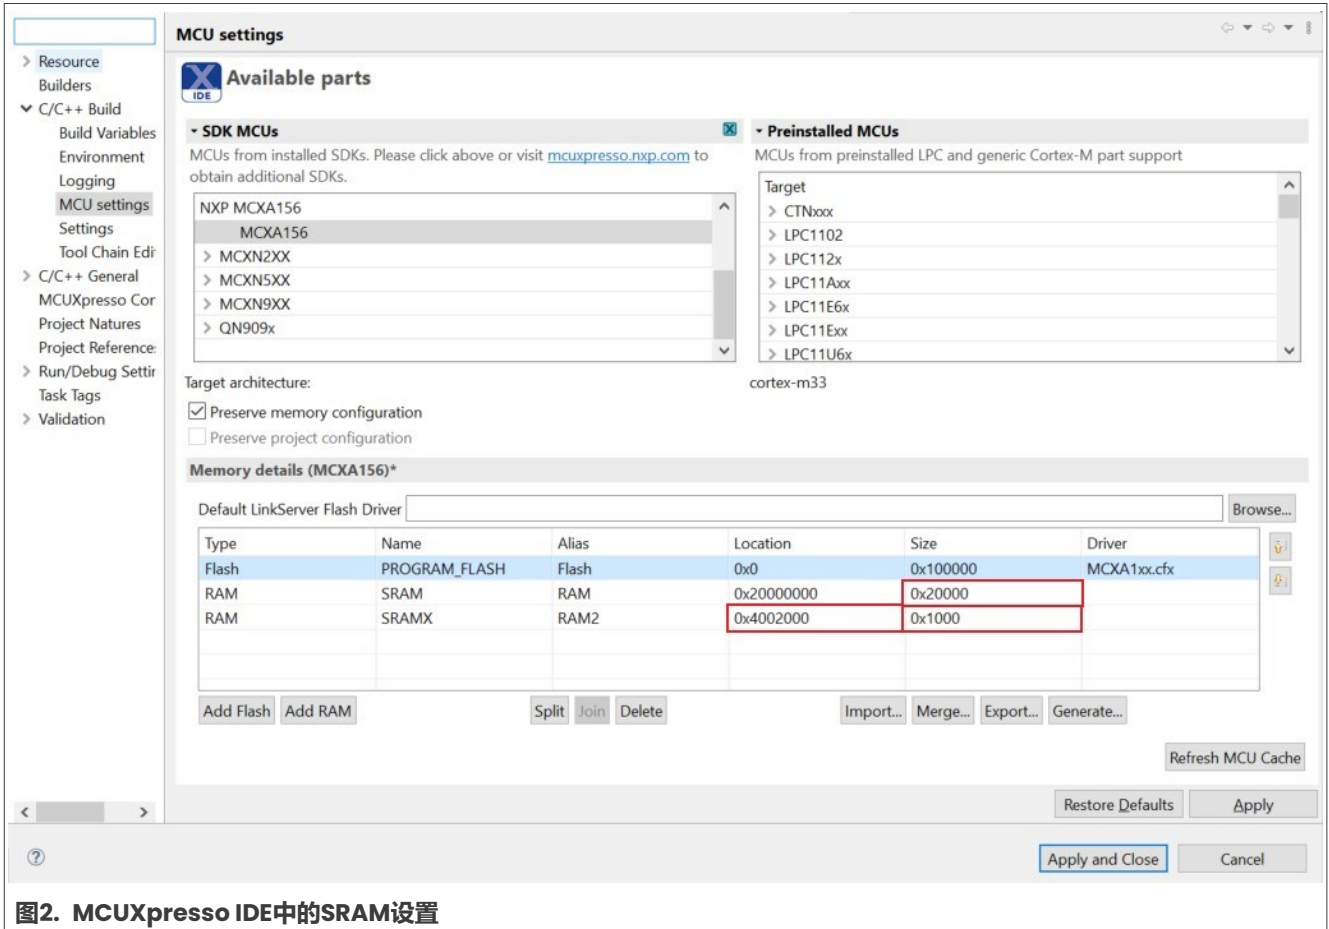 MCU settings
Resource
Builders
C/C++ Build
Build Variables
Environment
Logging
MCU settings
Settings
Tool Chain Edi
C/C++ General
MCUXpresso Cor
Project Natures
Project Reference
Run/Debug Settir
Task Tags
Validation
IDE
Available parts
SDK MCUs
MCUs from installed SDKs. Please click above or visit mcuxpresso.nxp.com to
obtain additional SDKs.
NXP MCXA156
MCXA156
MCXN2XX
MCXN5XX
MCXN9XX
QN909x
Preinstalled MCUs
MCUs from preinstalled LPC and generic Cortex-M part support
Target
CTNxxx
LPC1102
LPC112x
LPC11Axx
LPC11E6x
LPC11Exx
LPC11U6x
Target architecture: cortex-m33
Preserve memory configuration
Preserve project configuration
Memory details (MCXA156)*
Default LinkServer Flash Driver Browse...
Type Name Alias Location Size Driver
Flash PROGRAM_FLASH Flash 0x0 0x100000 MCXA1xx.cfx
RAM SRAM RAM 0x20000000 0x20000
RAM SRAMX RAM2 0x4002000 0x1000
Add Flash Add RAM Split Join Delete Import... Merge... Export... Generate...
Refresh MCU Cache
Restore Defaults Apply
Apply and Close Cancel
图2. MCUXpresso IDE中的SRAM设置